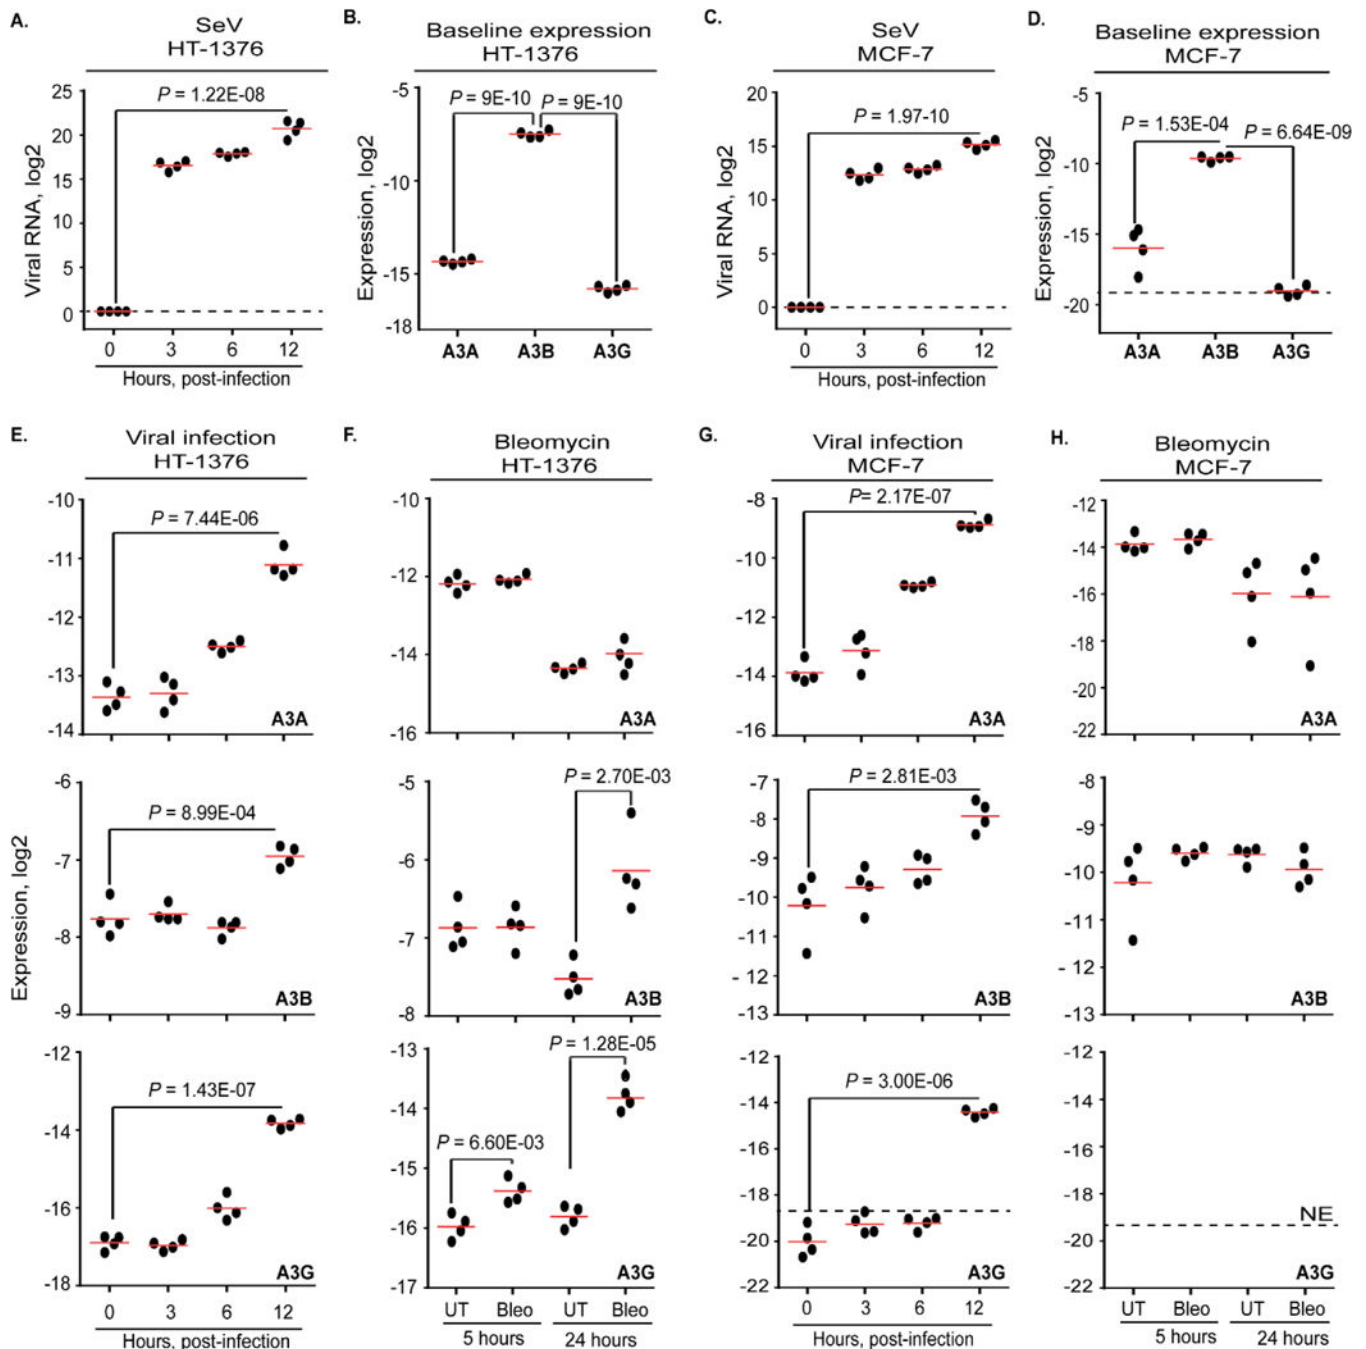 A.
SeV
HT-1376
Viral RNA, log2
25
20
15
10
5
0
P = 1.22E-08
0 3 6 12
Hours, post-infection
B.
Baseline expression
HT-1376
Expression, log2
-5
-10
-15
-18
P = 9E-10
P = 9E-10
A3A A3B A3G
C.
SeV
MCF-7
Viral RNA, log2
20
15
10
5
0
P = 1.97-10
0 3 6 12
Hours, post-infection
D.
Baseline expression
MCF-7
Expression, log2
-5
-10
-15
-20
P = 1.53E-04
P = 6.64E-09
A3A A3B A3G
E.
Viral infection
HT-1376
Expression, log2
-10
-11
-12
-13
-14
P = 7.44E-06
A3A
-6
-7
-8
-9
P = 8.99E-04
A3B
-12
-14
-16
-18
P = 1.43E-07
A3G
0 3 6 12
Hours, post-infection
F.
Bleomycin
HT-1376
-10
-12
-14
-16
A3A
-5
-6
-7
-8
P = 2.70E-03
A3B
-13
-14
-15
-16
-17
P = 1.28E-05
P = 6.60E-03
A3G
UT Bleo UT Bleo
5 hours 24 hours
G.
Viral infection
MCF-7
-8
-10
-12
-14
-16
P= 2.17E-07
A3A
-7
-8
-9
-10
-11
- 12
-13
P = 2.81E-03
A3B
-12
-14
-16
-18
-20
-22
P = 3.00E-06
A3G
0 3 6 12
Hours, post-infection
H.
Bleomycin
MCF-7
-12
-14
-16
-18
-20
-22
A3A
-8
-9
-10
-11
- 12
-13
A3B
-12
-14
-16
-18
-20
-22
NE
A3G
UT Bleo UT Bleo
5 hours 24 hours